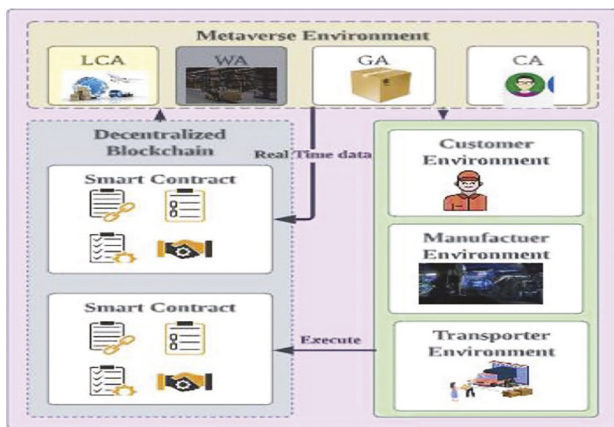 Metaverse Environment
LCA
WA
GA
CA
Decentralized
Blockchain
Real Time data
Smart Contract
Smart Contract
Execute
Customer
Environment
Manufactuer
Environment
Transporter
Environment